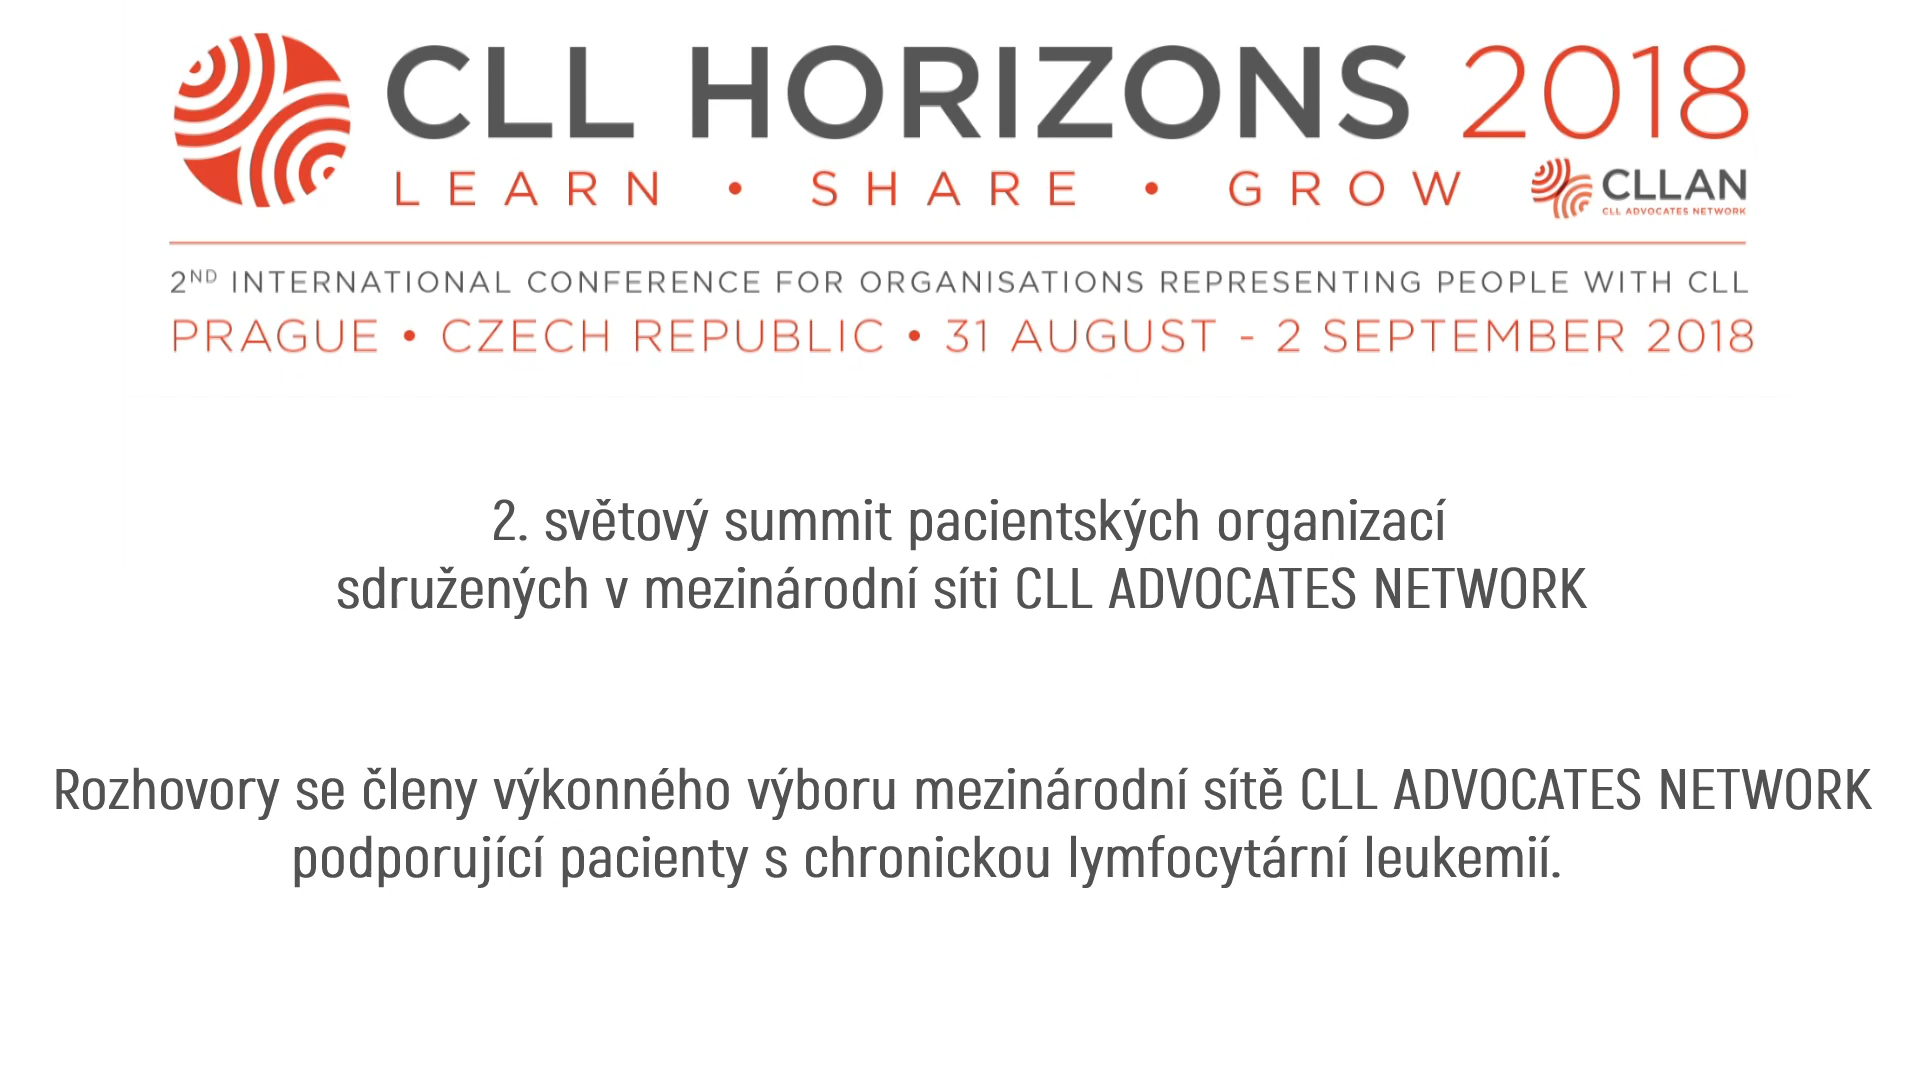 CLL HORIZONS 2018
LEARN • SHARE • GROW
CLLAN
CLL ADVOCATES NETWORK
2ND INTERNATIONAL CONFERENCE FOR ORGANISATIONS REPRESENTING PEOPLE WITH CLL
PRAGUE • CZECH REPUBLIC • 31 AUGUST - 2 SEPTEMBER 2018
2. světový summit pacientských organizací
sdružených v mezinárodní síti CLL ADVOCATES NETWORK
Rozhovory se členy výkonného výboru mezinárodní sítě CLL ADVOCATES NETWORK
podporující pacienty s chronickou lymfocytární leukemií.